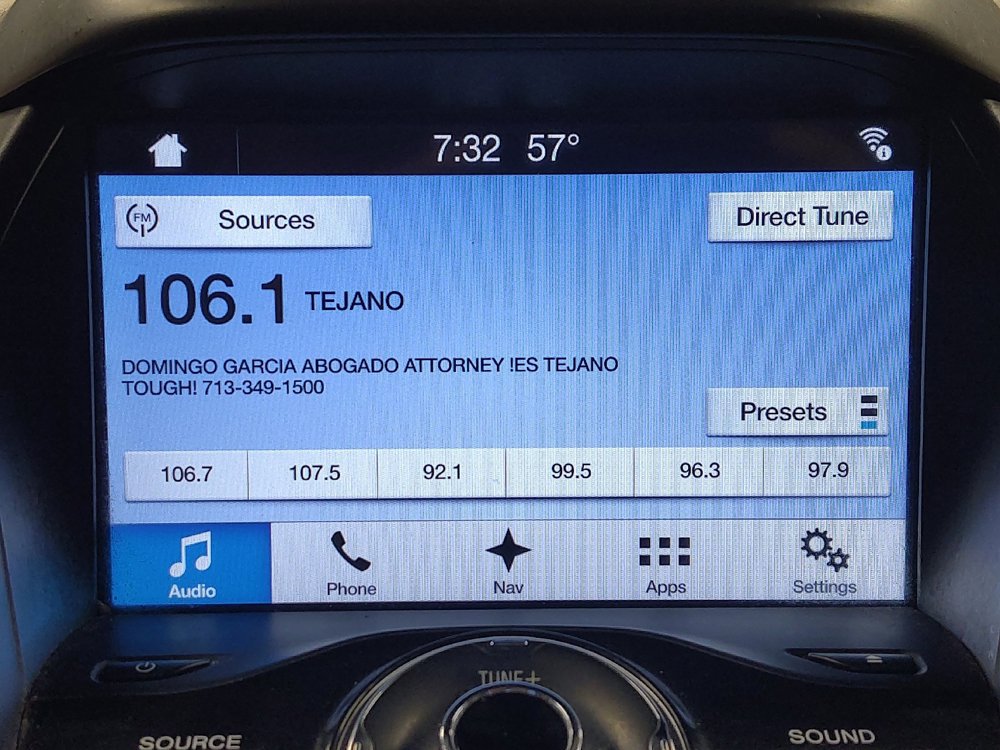 7:32 57°
FM Sources
Direct Tune
106.1 TEJANO
DOMINGO GARCIA ABOGADO ATTORNEY !ES TEJANO
TOUGH! 713-349-1500
Presets
106.7 107.5 92.1 99.5 96.3 97.9
Audio Phone Nav Apps Settings
TUNE+
SOURCE SOUND